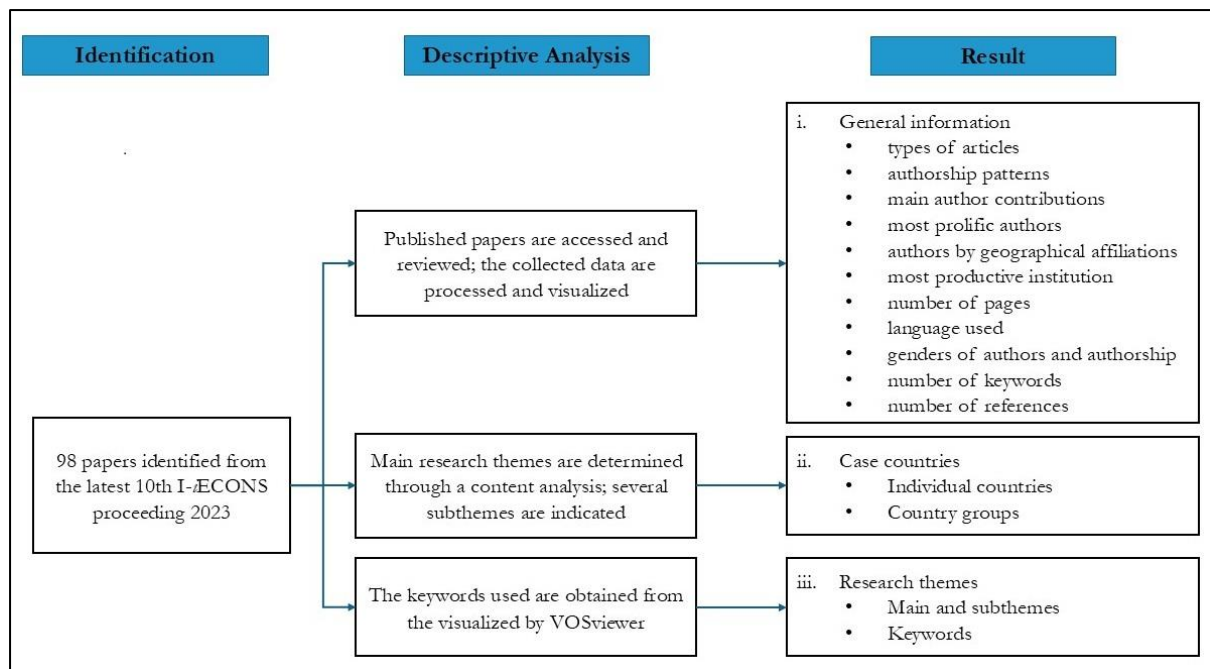 Identification
Descriptive Analysis
Result
98 papers identified from
the latest 10th I-iECONS
proceeding 2023
Published papers are accessed and
reviewed; the collected data are
processed and visualized
Main research themes are determined
through a content analysis; several
subthemes are indicated
The keywords used are obtained from
the visualized by VOSviewer
i. General information
• types of articles
• authorship patterns
• main author contributions
• most prolific authors
• authors by geographical affiliations
• most productive institution
• number of pages
• language used
• genders of authors and authorship
• number of keywords
• number of references
ii. Case countries
• Individual countries
• Country groups
iii. Research themes
• Main and subthemes
• Keywords